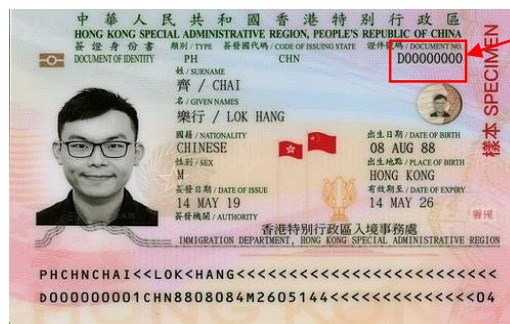 中華人民共和國香港特別行政區
HONG KONG SPECIAL ADMINISTRATIVE REGION, PEOPLE'S REPUBLIC OF CHINA
簽證身份書 類別 / TYPE 簽發國代碼 / CODE OF ISSUING STATE 證件號碼 / DOCUMENT NO.
DOCUMENT OF IDENTITY PH CHN D00000000
姓 / SURNAME
齊 / CHAI
名 / GIVEN NAMES
樂行 / LOK HANG
國籍 / NATIONALITY 出生日期 / DATE OF BIRTH
CHINESE 08 AUG 88
性別 / SEX 出生地點 / PLACE OF BIRTH
M HONG KONG
簽發日期 / DATE OF ISSUE 有效期至 / DATE OF EXPIRY
14 MAY 19 14 MAY 26
簽發機關 / AUTHORITY
香港特別行政區入境事務處
IMMIGRATION DEPARTMENT, HONG KONG SPECIAL ADMINISTRATIVE REGION
樣本 SPECIMEN
PHCHNCHAI<<LOK<HANG<<<<<<<<<<<<<<<<<<<<<<<<<
D000000001CHN8808084M2605144<<<<<<<<<<<<<<04